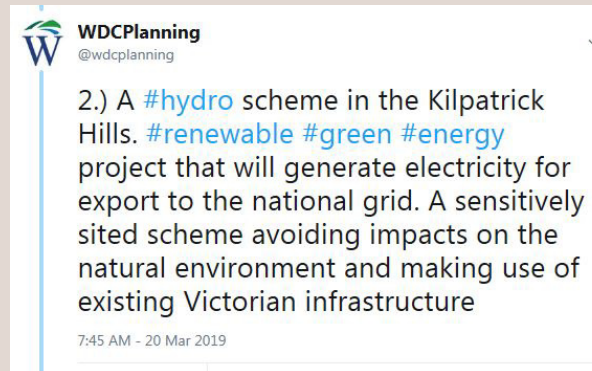 WDCPlanning
@wdcplanning
2.) A #hydro scheme in the Kilpatrick
Hills. #renewable #green #energy
project that will generate electricity for
export to the national grid. A sensitively
sited scheme avoiding impacts on the
natural environment and making use of
existing Victorian infrastructure
7:45 AM - 20 Mar 2019